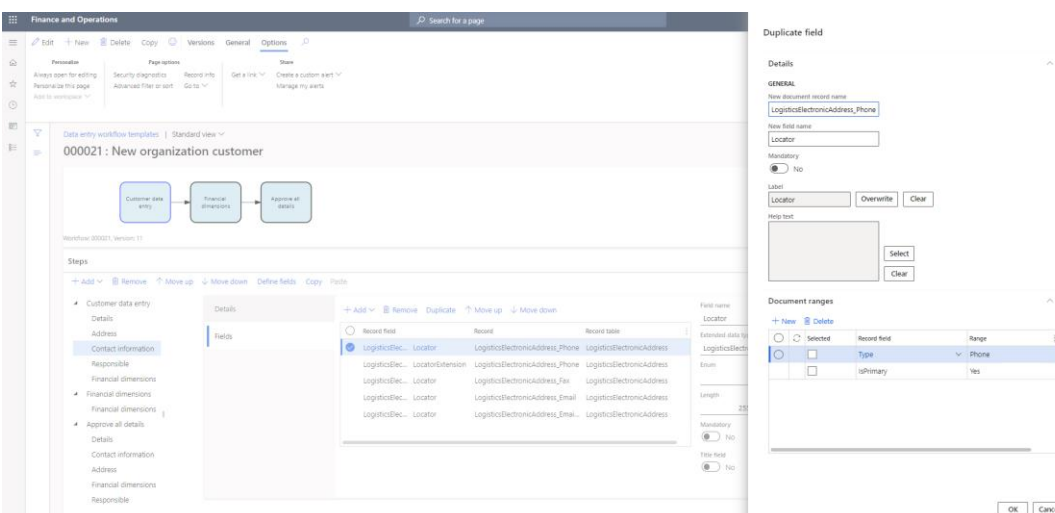 Finance and Operations
Search for a page
Edit + New Delete Copy Versions General Options
Personalize Page options Share
Always open for editing Security diagnostics Record info Get a link Create a custom alert
Personalize this page Advanced filter or sort Go to Manage my alerts
Add to workspace
Data entry workflow templates | Standard view
000021 : New organization customer
Customer data entry
Financial dimensions
Approve all details
Workflow: 000021, Version: 1
Steps
+ Add Remove Move up Move down Define fields Copy Paste
Customer data entry
Details
Address
Contact information
Responsible
Financial dimensions
Financial dimensions
Financial dimensions
Approve all details
Details
Contact information
Address
Financial dimensions
Responsible
Details
Fields
+ Add Remove Duplicate Move up Move down
Record field Record Record table
LogisticsElec... Locator LogisticsElectronicAddress_Phone LogisticsElectronicAddress
LogisticsElec... LocatorExtension LogisticsElectronicAddress_Phone LogisticsElectronicAddress
LogisticsElec... Locator LogisticsElectronicAddress_Fax LogisticsElectronicAddress
LogisticsElec... Locator LogisticsElectronicAddress_Email LogisticsElectronicAddress
LogisticsElec... Locator LogisticsElectronicAddress_Emai... LogisticsElectronicAddress
Field name
Locator
Extended data ty
LogisticsElectr
Enum
Length
255
Mandatory
No
Title field
No
Duplicate field
Details
GENERAL
New document record name
LogisticsElectronicAddress_Phone
New field name
Locator
Mandatory
No
Label
Locator Overwrite Clear
Help text
Select
Clear
Document ranges
+ New Delete
Selected Record field Range
Type Phone
IsPrimary Yes
OK Canc